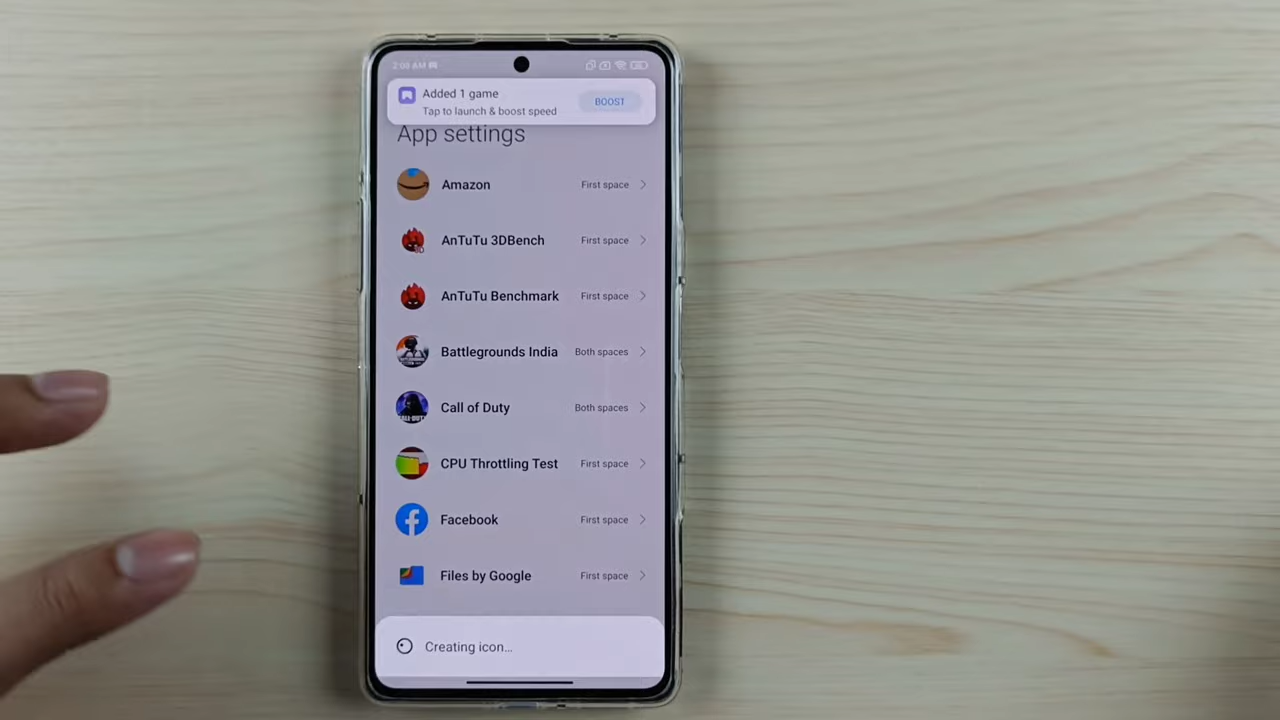 2:00 AM
Added 1 game
Tap to launch & boost speed
BOOST
App settings
Amazon
First space
AnTuTu 3DBench
First space
AnTuTu Benchmark
First space
Battlegrounds India
Both spaces
Call of Duty
Both spaces
CPU Throttling Test
First space
Facebook
First space
Files by Google
First space
Creating icon...